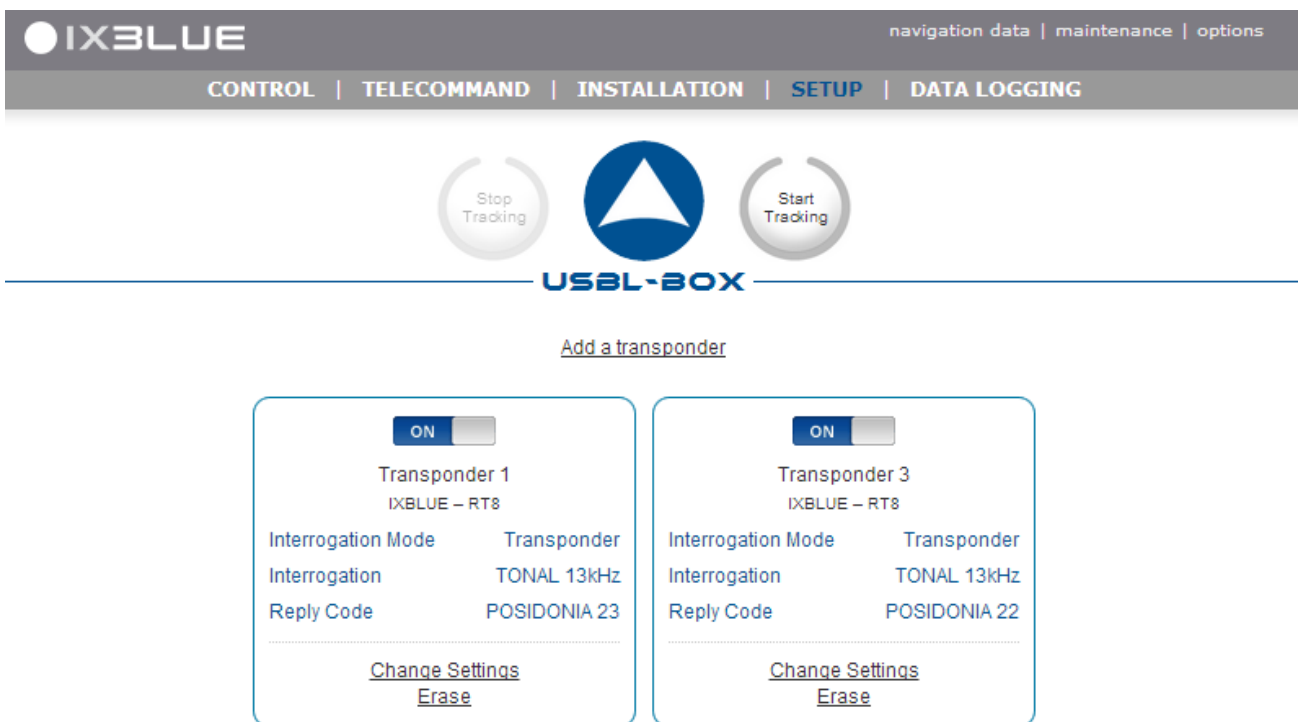 IXBLUE
navigation data | maintenance | options
CONTROL | TELECOMMAND | INSTALLATION | SETUP | DATA LOGGING
Stop
Tracking
Start
Tracking
USBL-BOX
Add a transponder
ON
Transponder 1
IXBLUE – RT8
Interrogation Mode Transponder
Interrogation TONAL 13kHz
Reply Code POSIDONIA 23
Change Settings
Erase
ON
Transponder 3
IXBLUE – RT8
Interrogation Mode Transponder
Interrogation TONAL 13kHz
Reply Code POSIDONIA 22
Change Settings
Erase